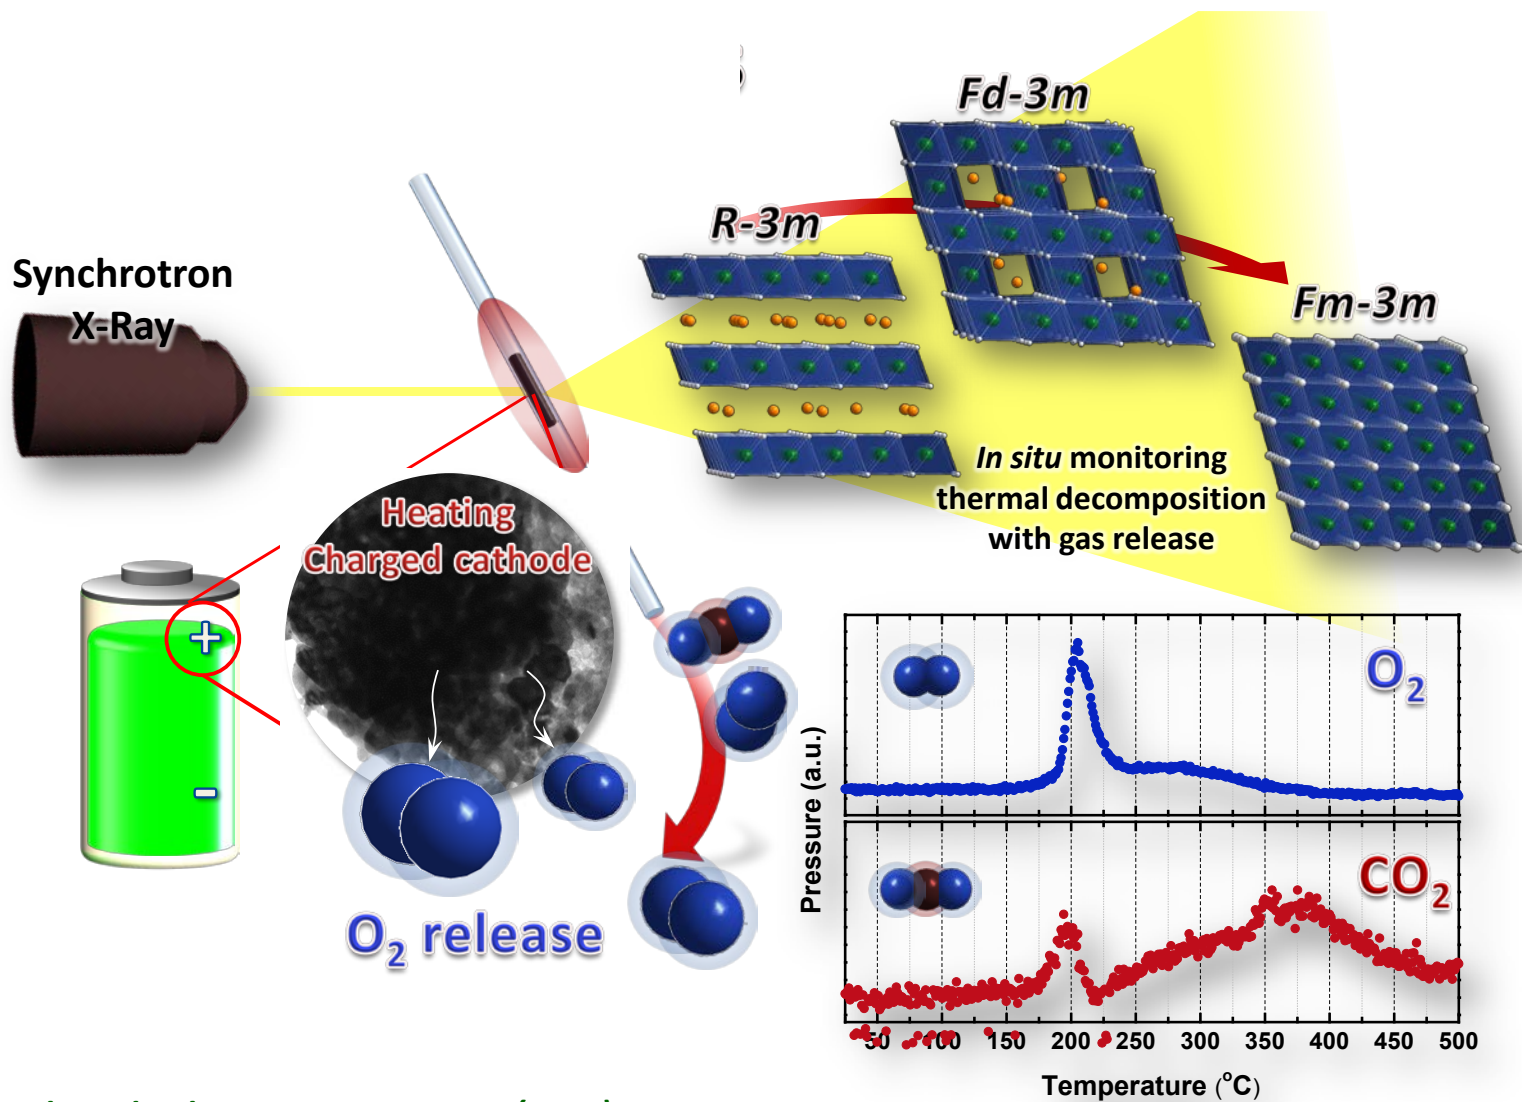 Fd-3m
R-3m
Synchrotron
X-Ray
Fm-3m
In situ monitoring
thermal decomposition
with gas release
Heating
Charged cathode
+
-
O2 release
O2
CO2
Pressure (a.u.)
50 100 150 200 250 300 350 400 450 500
Temperature (°C)